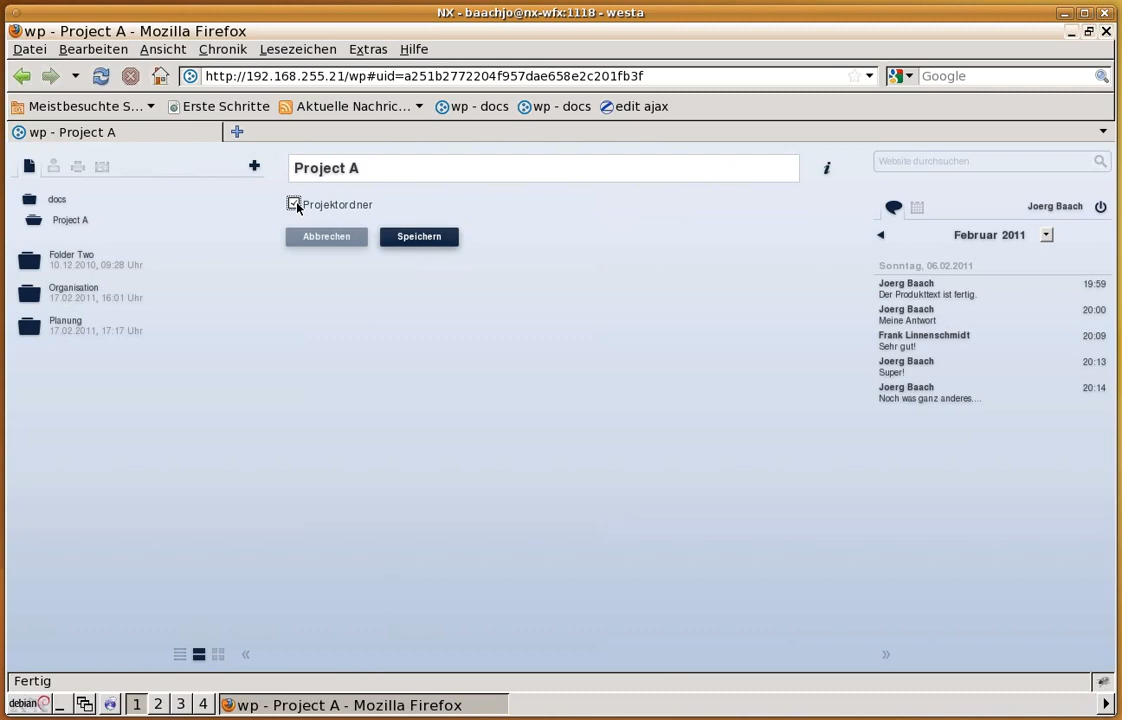 NX - baachjo@nx-wfx:1118 - westa
wp - Project A - Mozilla Firefox
Datei Bearbeiten Ansicht Chronik Lesezeichen Extras Hilfe
http://192.168.255.21/wp#uid=a251b2772204f957dae658e2c201fb3f
Google
Meistbesuchte S... Erste Schritte Aktuelle Nachric... wp - docs wp - docs edit ajax
wp - Project A
docs
Project A
Folder Two
10.12.2010, 09:28 Uhr
Organisation
17.02.2011, 16:01 Uhr
Planung
17.02.2011, 17:17 Uhr
Project A
i
Projektordner
Abbrechen Speichern
Website durchsuchen
Joerg Baach
Februar 2011
Sonntag, 06.02.2011
Joerg Baach 19:59
Der Produkttext ist fertig.
Joerg Baach 20:00
Meine Antwort
Frank Linnenschmidt 20:09
Sehr gut!
Joerg Baach 20:13
Super!
Joerg Baach 20:14
Noch was ganz anderes....
« »
Fertig
debian 1 2 3 4 wp - Project A - Mozilla Firefox